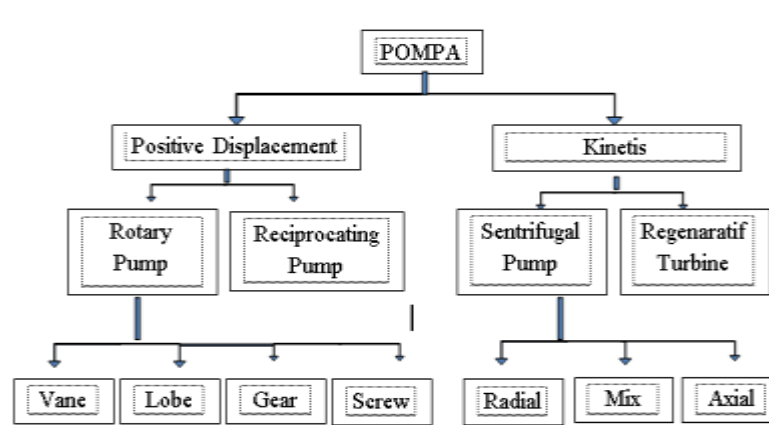 POMPA
Positive Displacement
Kinetis
Rotary
Pump
Reciprocating
Pump
Sentrifugal
Pump
Regenaratif
Turbine
Vane
Lobe
Gear
Screw
Radial
Mix
Axial